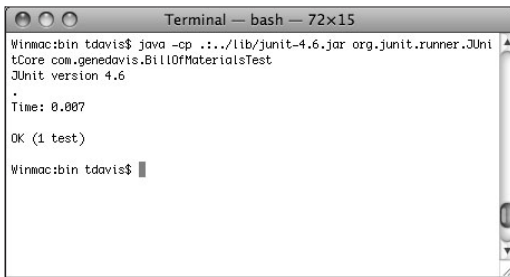 Terminal — bash — 72×15
Winmac:bin tdavis$ java -cp .:../lib/junit-4.6.jar org.junit.runner.JUni
tCore com.genedavis.BillOfMaterialsTest
JUnit version 4.6
.
Time: 0.007
OK (1 test)
Winmac:bin tdavis$